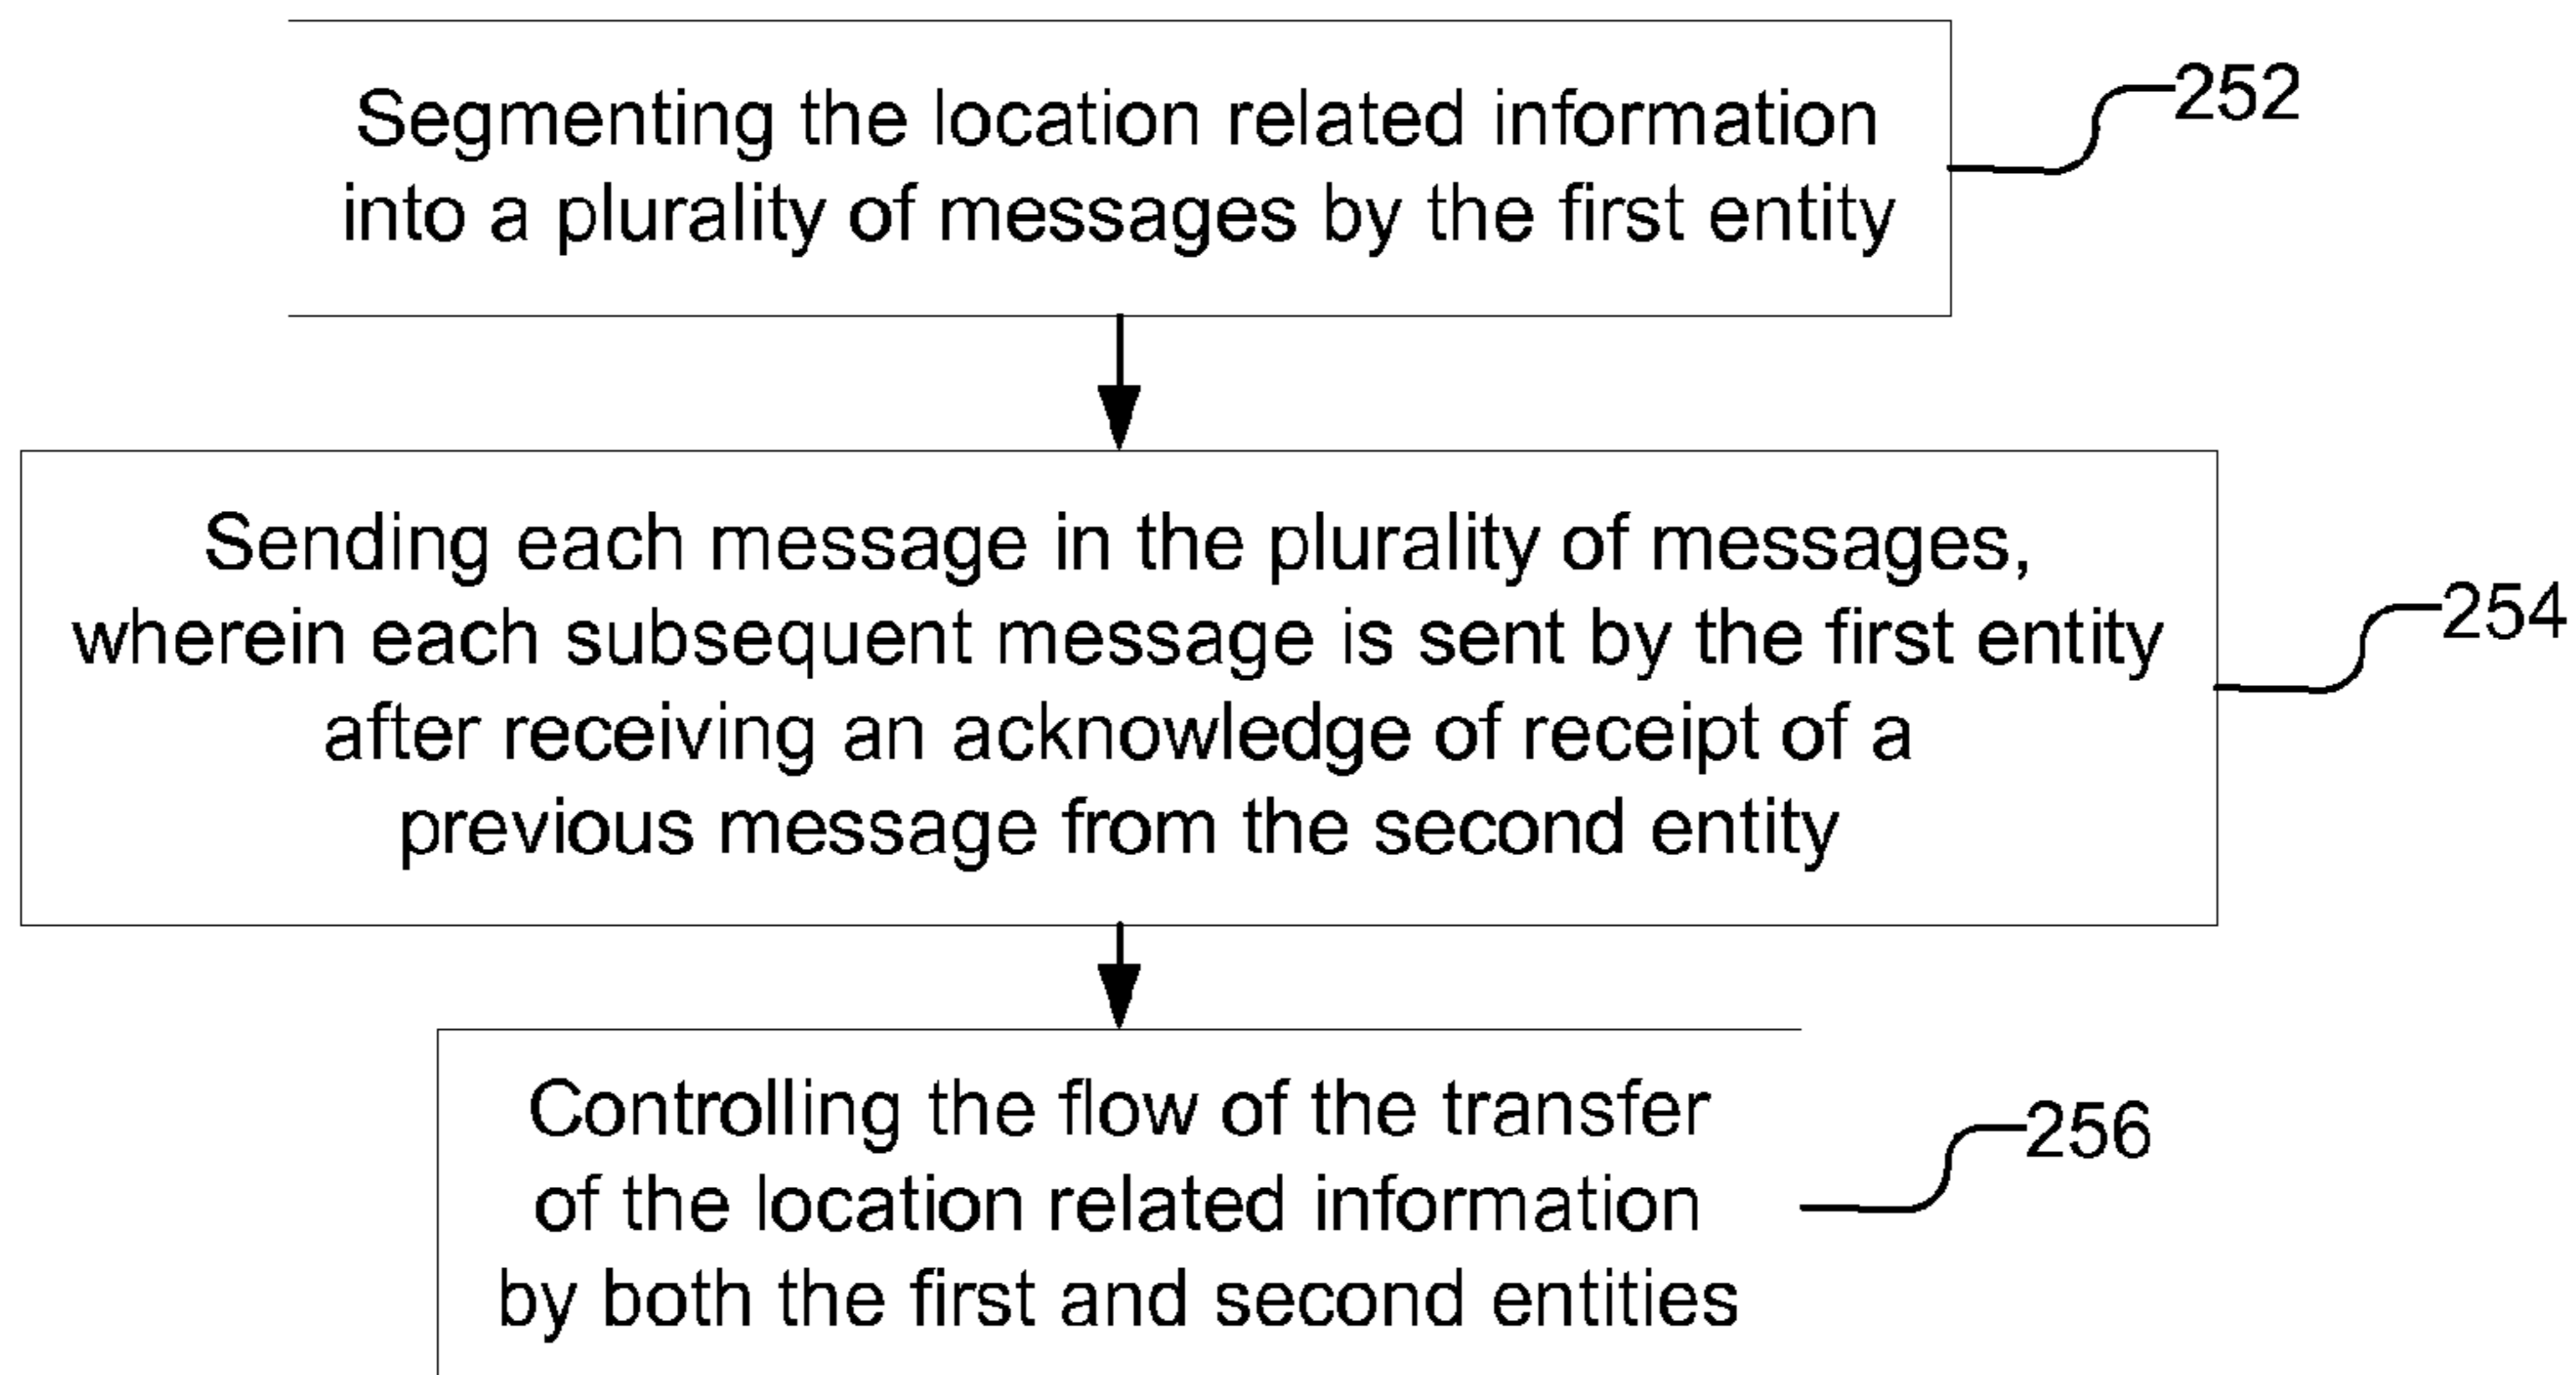 Segmenting the location related information
into a plurality of messages by the first entity
252
Sending each message in the plurality of messages,
wherein each subsequent message is sent by the first entity
after receiving an acknowledge of receipt of a
previous message from the second entity
254
Controlling the flow of the transfer
of the location related information
by both the first and second entities
256